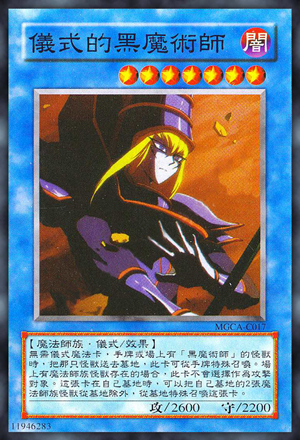 儀式的黑魔術師
闇
MGCA-C017
【魔法師族・儀式/效果】
無需儀式魔法卡，手牌或場上有「黑魔術師」的怪獸
時，把那只怪獸送去墓地，此卡可從手牌特殊召喚。場
上有魔法師族怪獸存在的場合，此卡不會選擇作為攻擊
對象。這張卡在自己墓地時，可以把自己墓地的2張魔
法師族怪獸從墓地除外，從墓地特殊召喚這張卡。
攻/2600 守/2200
11946283